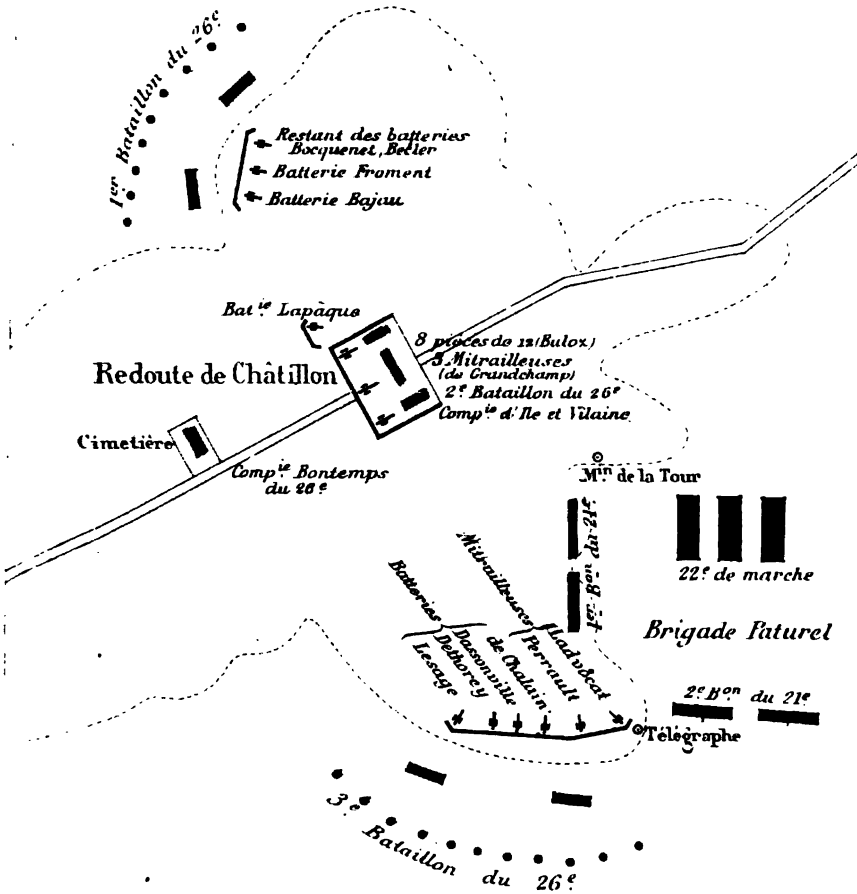 1er Bataillon du 26e
Restant des batteries
Bocquenet, Becler
Batterie Froment
Batterie Bajau
Batie Lapâque
8 pièces de 12 (Bulox)
3 Mitrailleuses
(de Grandchamp)
2e Bataillon du 26e
Compie d'Ile et Vilaine
Redoute de Châtillon
Cimetière
Compie Bontemps
du 26e
Min de la Tour
1er Bon du 21e
22e de marche
Brigade Paturel
2e Bon du 21e
Télégraphe
Batteries
Lesage
Dethorey
Dassonville
de Chalain
Mitrailleuses
Perrault
Ladvocat
3e Bataillon du 26e